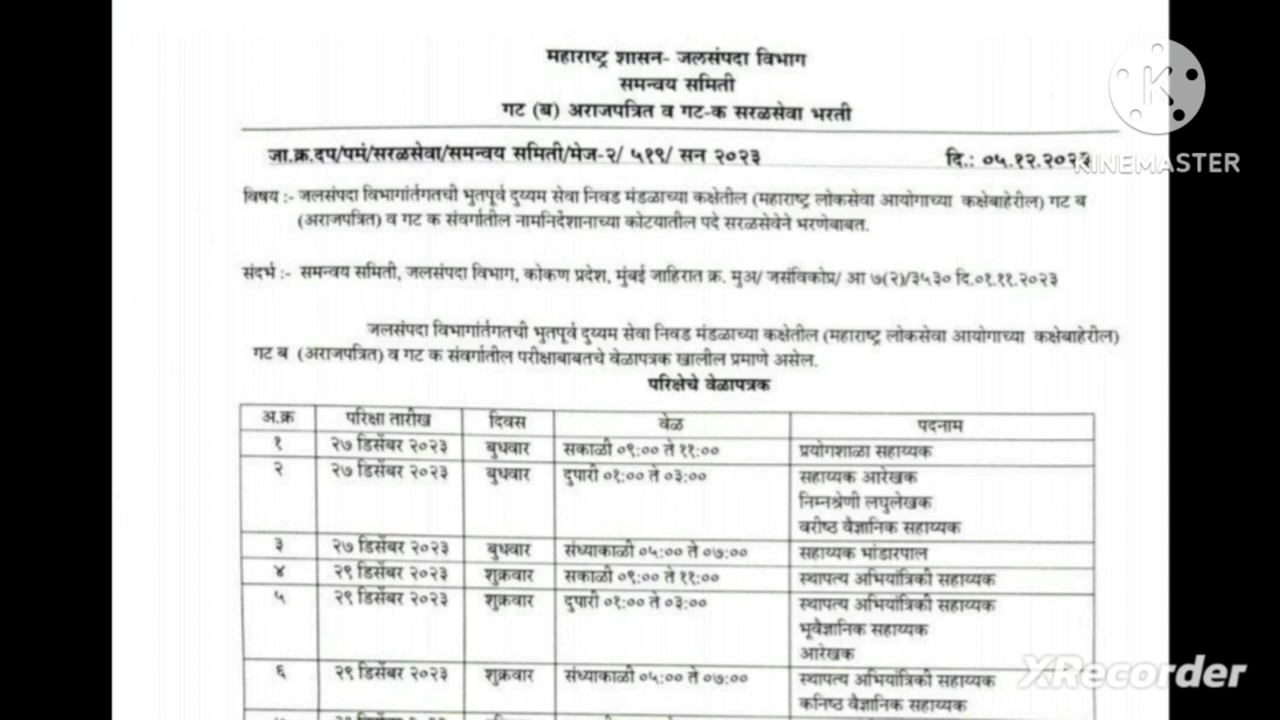 महाराष्ट्र शासन- जलसंपदा विभाग
समन्वय समिती
गट (ब) अराजपत्रित व गट-क सरळसेवा भरती
जा.क्र.दप/पमं/सरळसेवा/समन्वय समिती/मेज-२/ ५१९/ सन २०२३ दि.: ०५.१२.२०२३
KINEMASTER
विषय :- जलसंपदा विभागांर्तगतची भुतपूर्व दुय्यम सेवा निवड मंडळाच्या कक्षेतील (महाराष्ट्र लोकसेवा आयोगाच्या कक्षेबाहेरील) गट ब
(अराजपत्रित) व गट क संवर्गातील नामनिर्देशानाच्या कोटयातील पदे सरळसेवेने भरणेबाबत.
संदर्भ :- समन्वय समिती, जलसंपदा विभाग, कोकण प्रदेश, मुंबई जाहिरात क्र. मुअ/ जसंविकोप्र/ आ ७(२)/३५३० दि.०१.११.२०२३
जलसंपदा विभागांर्तगतची भुतपूर्व दुय्यम सेवा निवड मंडळाच्या कक्षेतील (महाराष्ट्र लोकसेवा आयोगाच्या कक्षेबाहेरील)
गट ब (अराजपत्रित) व गट क संवर्गातील परीक्षाबाबतचे वेळापत्रक खालील प्रमाणे असेल.
परिक्षेचे वेळापत्रक
अ.क्र परिक्षा तारीख दिवस वेळ पदनाम
१ २७ डिसेंबर २०२३ बुधवार सकाळी ०९:०० ते ११:०० प्रयोगशाळा सहाय्यक
२ २७ डिसेंबर २०२३ बुधवार दुपारी ०१:०० ते ०३:०० सहाय्यक आरेखक
निम्नश्रेणी लघुलेखक
वरीष्ठ वैज्ञानिक सहाय्यक
३ २७ डिसेंबर २०२३ बुधवार संध्याकाळी ०५:०० ते ०७:०० सहाय्यक भांडारपाल
४ २९ डिसेंबर २०२३ शुक्रवार सकाळी ०९:०० ते ११:०० स्थापत्य अभियांत्रिकी सहाय्यक
५ २९ डिसेंबर २०२३ शुक्रवार दुपारी ०१:०० ते ०३:०० स्थापत्य अभियांत्रिकी सहाय्यक
भूवैज्ञानिक सहाय्यक
आरेखक
६ २९ डिसेंबर २०२३ शुक्रवार संध्याकाळी ०५:०० ते ०७:०० स्थापत्य अभियांत्रिकी सहाय्यक
कनिष्ठ वैज्ञानिक सहाय्यक
XRecorder